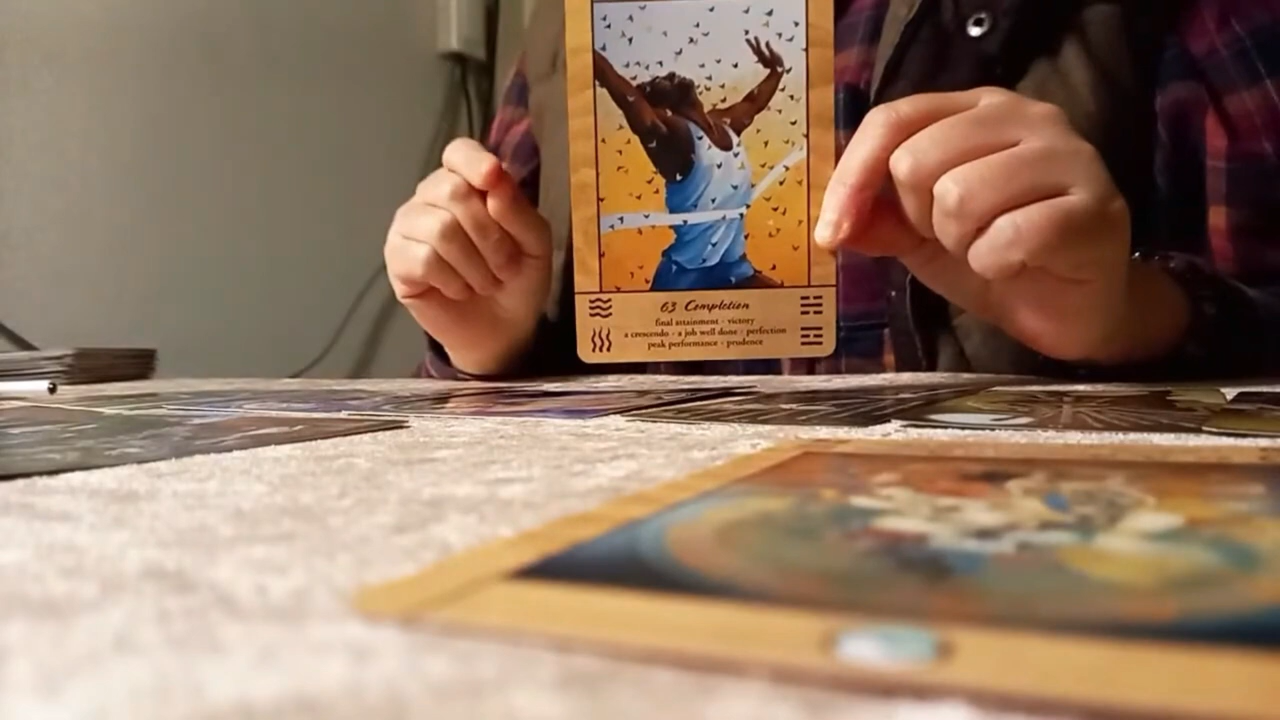 63 Completion
final attainment - victory
a crescendo - a job well done - perfection
peak performance - prudence